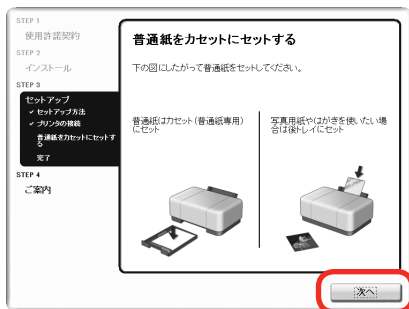 STEP 1
使用許諾契約
STEP 2
インストール
STEP 3
セットアップ
✓ セットアップ方法
✓ プリンタの接続
普通紙をカセットにセットす
る
完了
STEP 4
ご案内
普通紙をカセットにセットする
下の図にしたがって普通紙をセットしてください。
普通紙はカセット(普通紙専用)
にセット
写真用紙やはがきを使いたい場
合は後トレイにセット
次へ